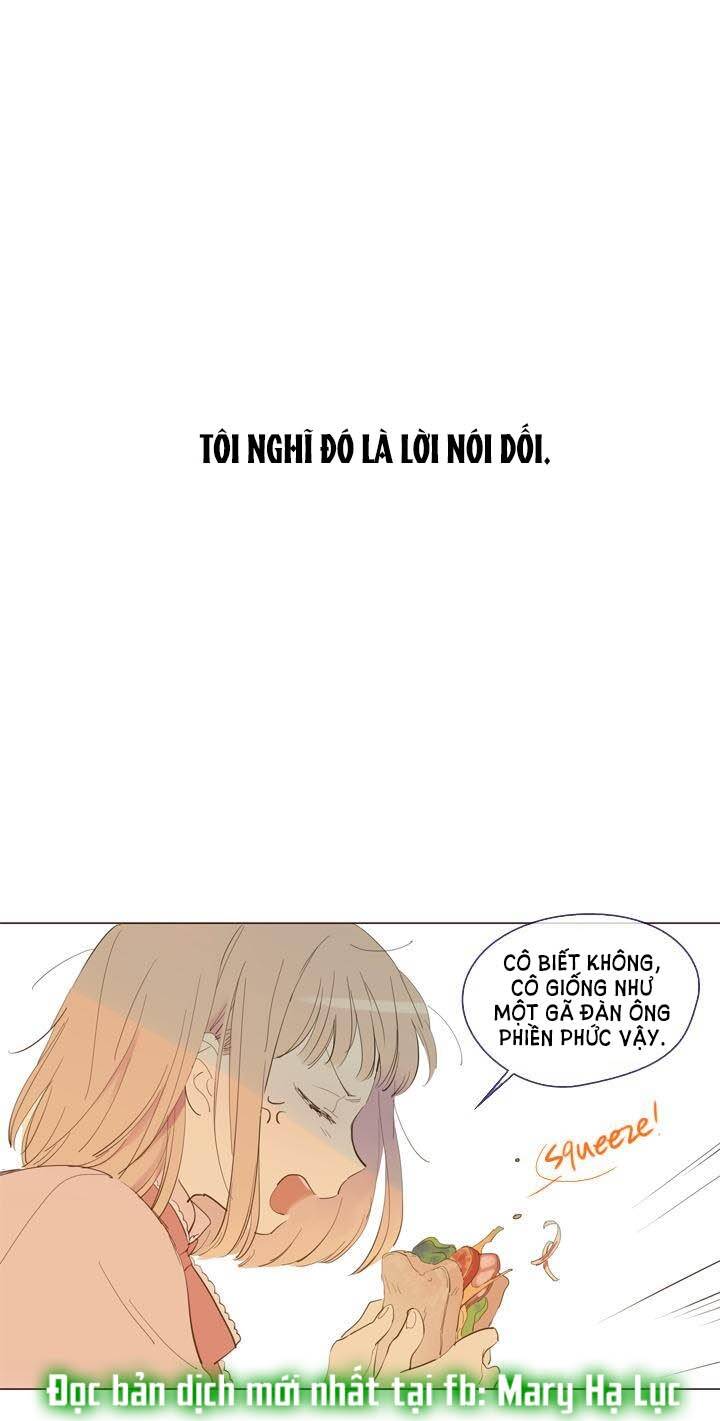 TÔI NGHĨ ĐÓ LÀ LỜI NÓI DỐI.
CÔ BIẾT KHÔNG,
CÔ GIỐNG NHƯ
MỘT GÃ ĐÀN ÔNG
PHIỀN PHỨC VẬY.
squeeze!
Đọc bản dịch mới nhất tại fb: Mary Hạ Lục